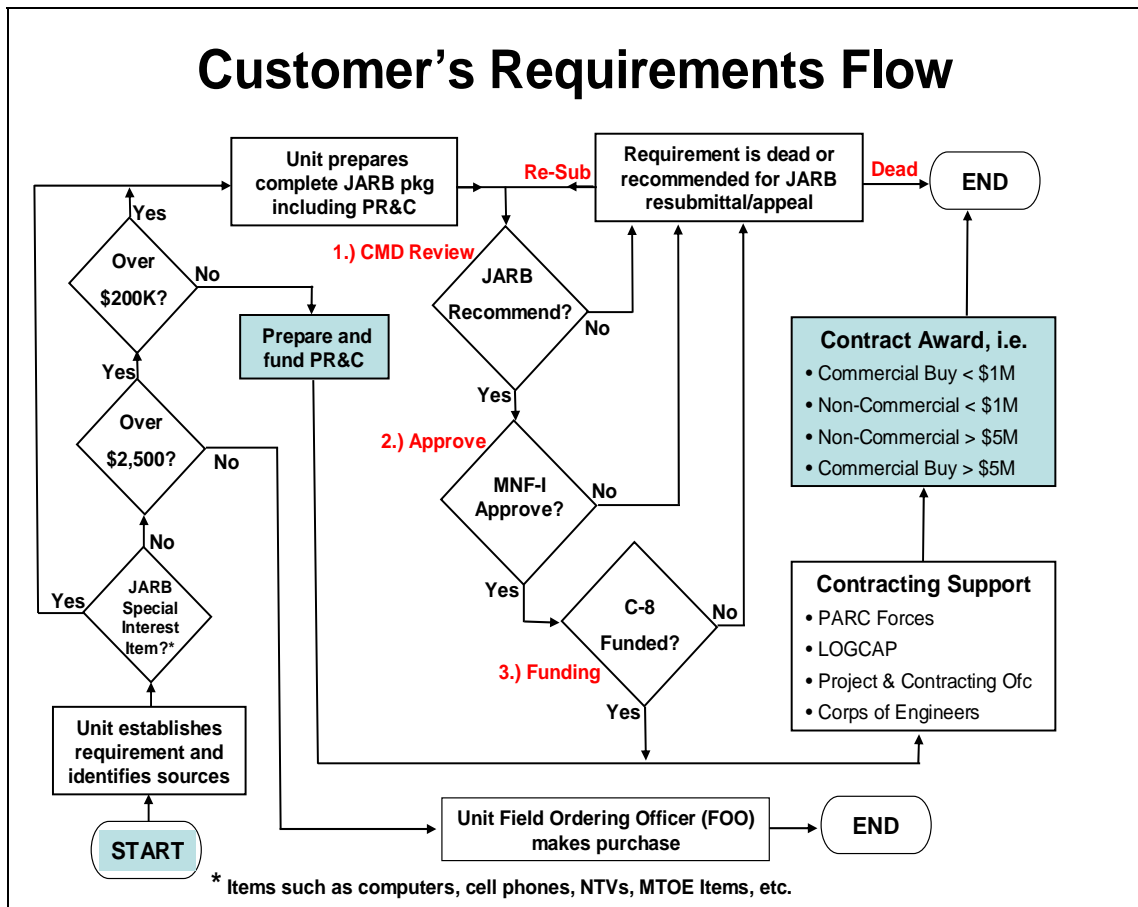 Customer's Requirements Flow
Unit prepares
complete JARB pkg
including PR&C
Re-Sub
Requirement is dead or
recommended for JARB
resubmittal/appeal
Dead
END
Yes
Over
$200K?
No
1.) CMD Review
JARB
Recommend?
No
Prepare and
fund PR&C
Contract Award, i.e.
• Commercial Buy < $1M
• Non-Commercial < $1M
• Non-Commercial > $5M
• Commercial Buy > $5M
Yes
Yes
Over
$2,500?
No
2.) Approve
MNF-I
Approve?
No
No
Yes
JARB
Special
Interest
Item?*
Yes
C-8
Funded?
No
3.) Funding
Yes
Contracting Support
• PARC Forces
• LOGCAP
• Project & Contracting Ofc
• Corps of Engineers
Unit establishes
requirement and
identifies sources
START
Unit Field Ordering Officer (FOO)
makes purchase
END
* Items such as computers, cell phones, NTVs, MTOE Items, etc.